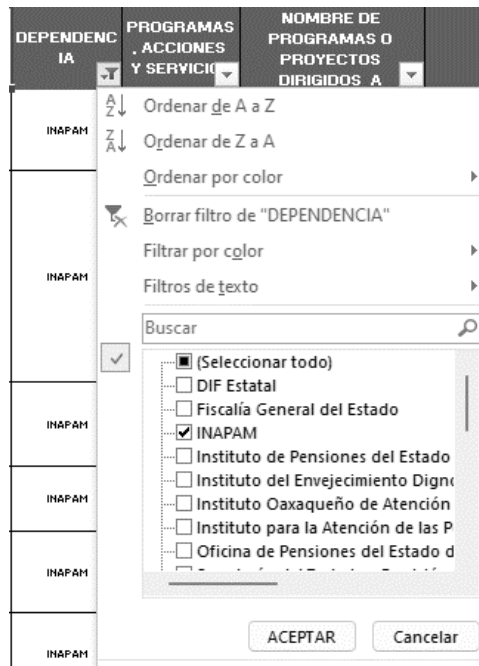 DEPENDENC
IA
PROGRAMAS
, ACCIONES
Y SERVICIO
NOMBRE DE
PROGRAMAS O
PROYECTOS
DIRIGIDOS A
INAPAM
INAPAM
INAPAM
INAPAM
INAPAM
INAPAM
Ordenar de A a Z
Ordenar de Z a A
Ordenar por color
Borrar filtro de "DEPENDENCIA"
Filtrar por color
Filtros de texto
Buscar
(Seleccionar todo)
DIF Estatal
Fiscalía General del Estado
INAPAM
Instituto de Pensiones del Estado
Instituto del Envejecimiento Digno
Instituto Oaxaqueño de Atención
Instituto para la Atención de las P
Oficina de Pensiones del Estado d
ACEPTAR
Cancelar